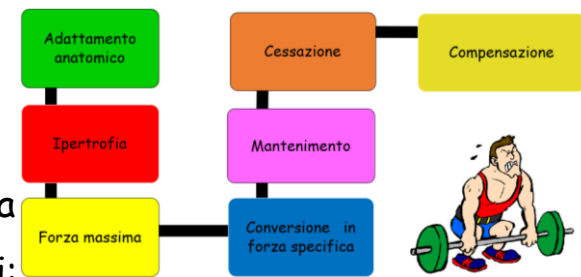 Adattamento
anatomico
Ipertrofia
Forza massima
Conversione in
forza specifica
Mantenimento
Cessazione
Compensazione
a
i: